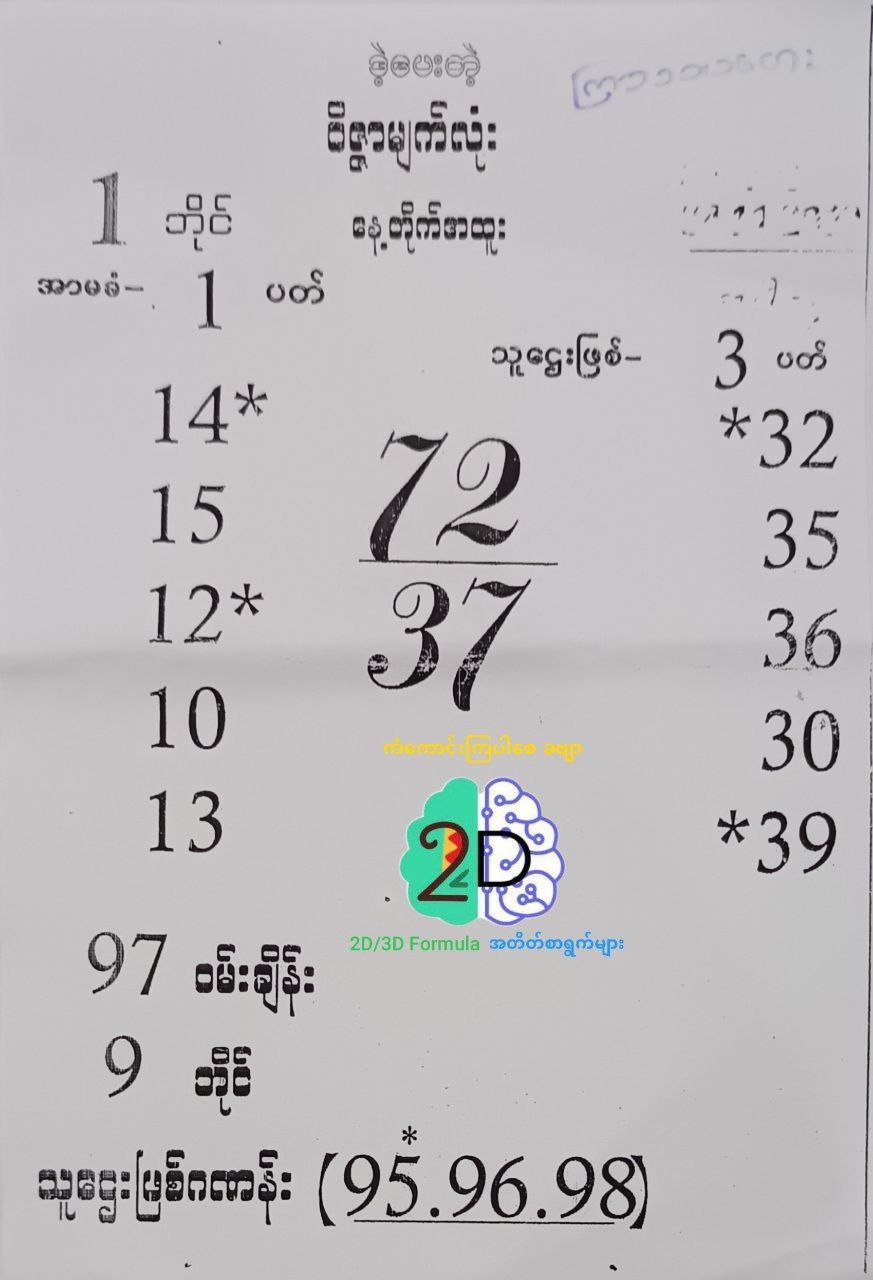 ခဲ့ပေးတဲ့
ဝိဇ္ဇာမျက်လုံး
1 ဘိုင်
နေ့တိုက်အထူး
အာမခံ- 1 ပတ်
သူဌေးဖြစ်- 3 ပတ်
14* *32
72
15 35
12* 36
37
10 30
ကံကောင်းကြပါစေ ခဗျာ
13 *39
2D
2D/3D Formula အတိတ်စာရွက်များ
97 ဝမ်းချိန်း
9 ဘိုင်
*
သူဌေးဖြစ်ဂဏန်း (95.96.98)